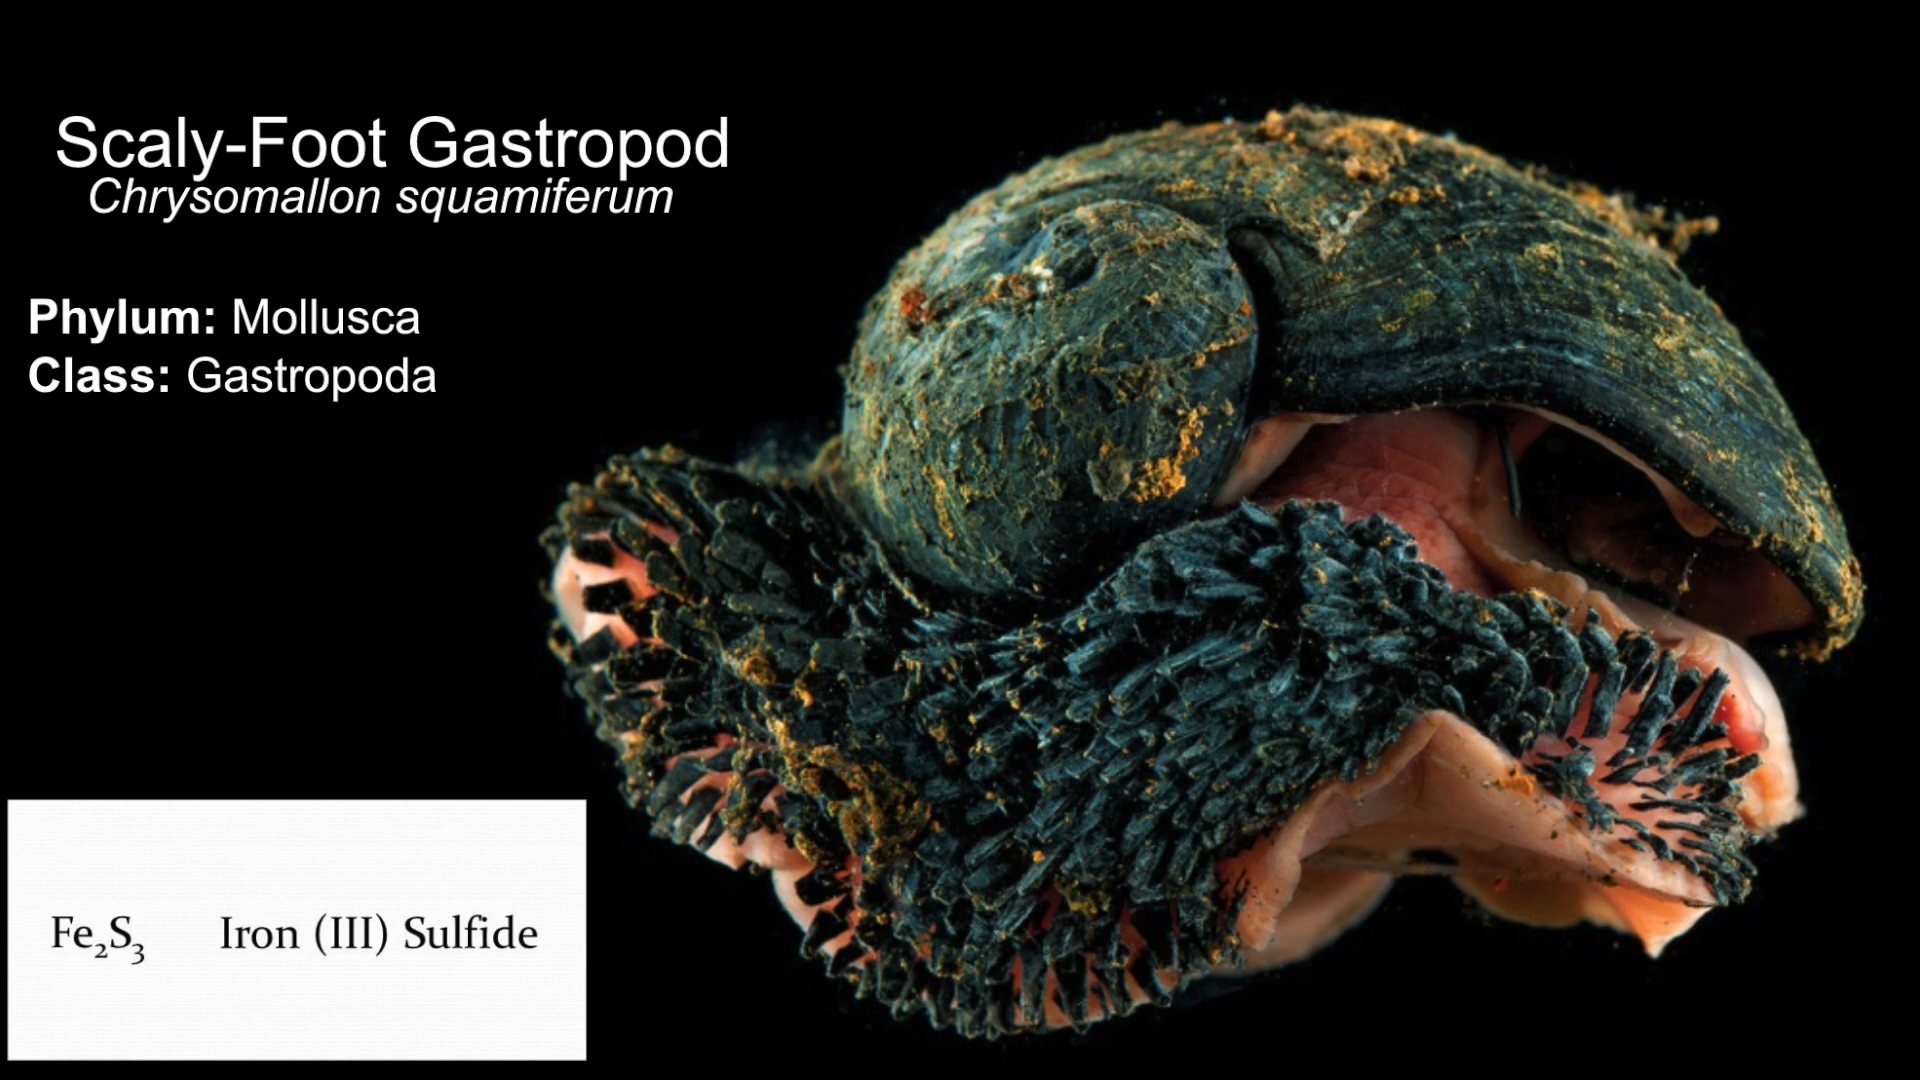 Scaly-Foot Gastropod
Chrysomallon squamiferum
Phylum: Mollusca
Class: Gastropoda
Fe₂S₃ Iron (III) Sulfide